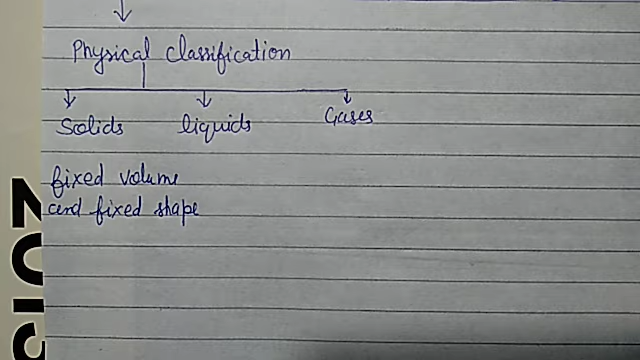 Physical classification
Solids liquids Gases
fixed volume
and fixed shape